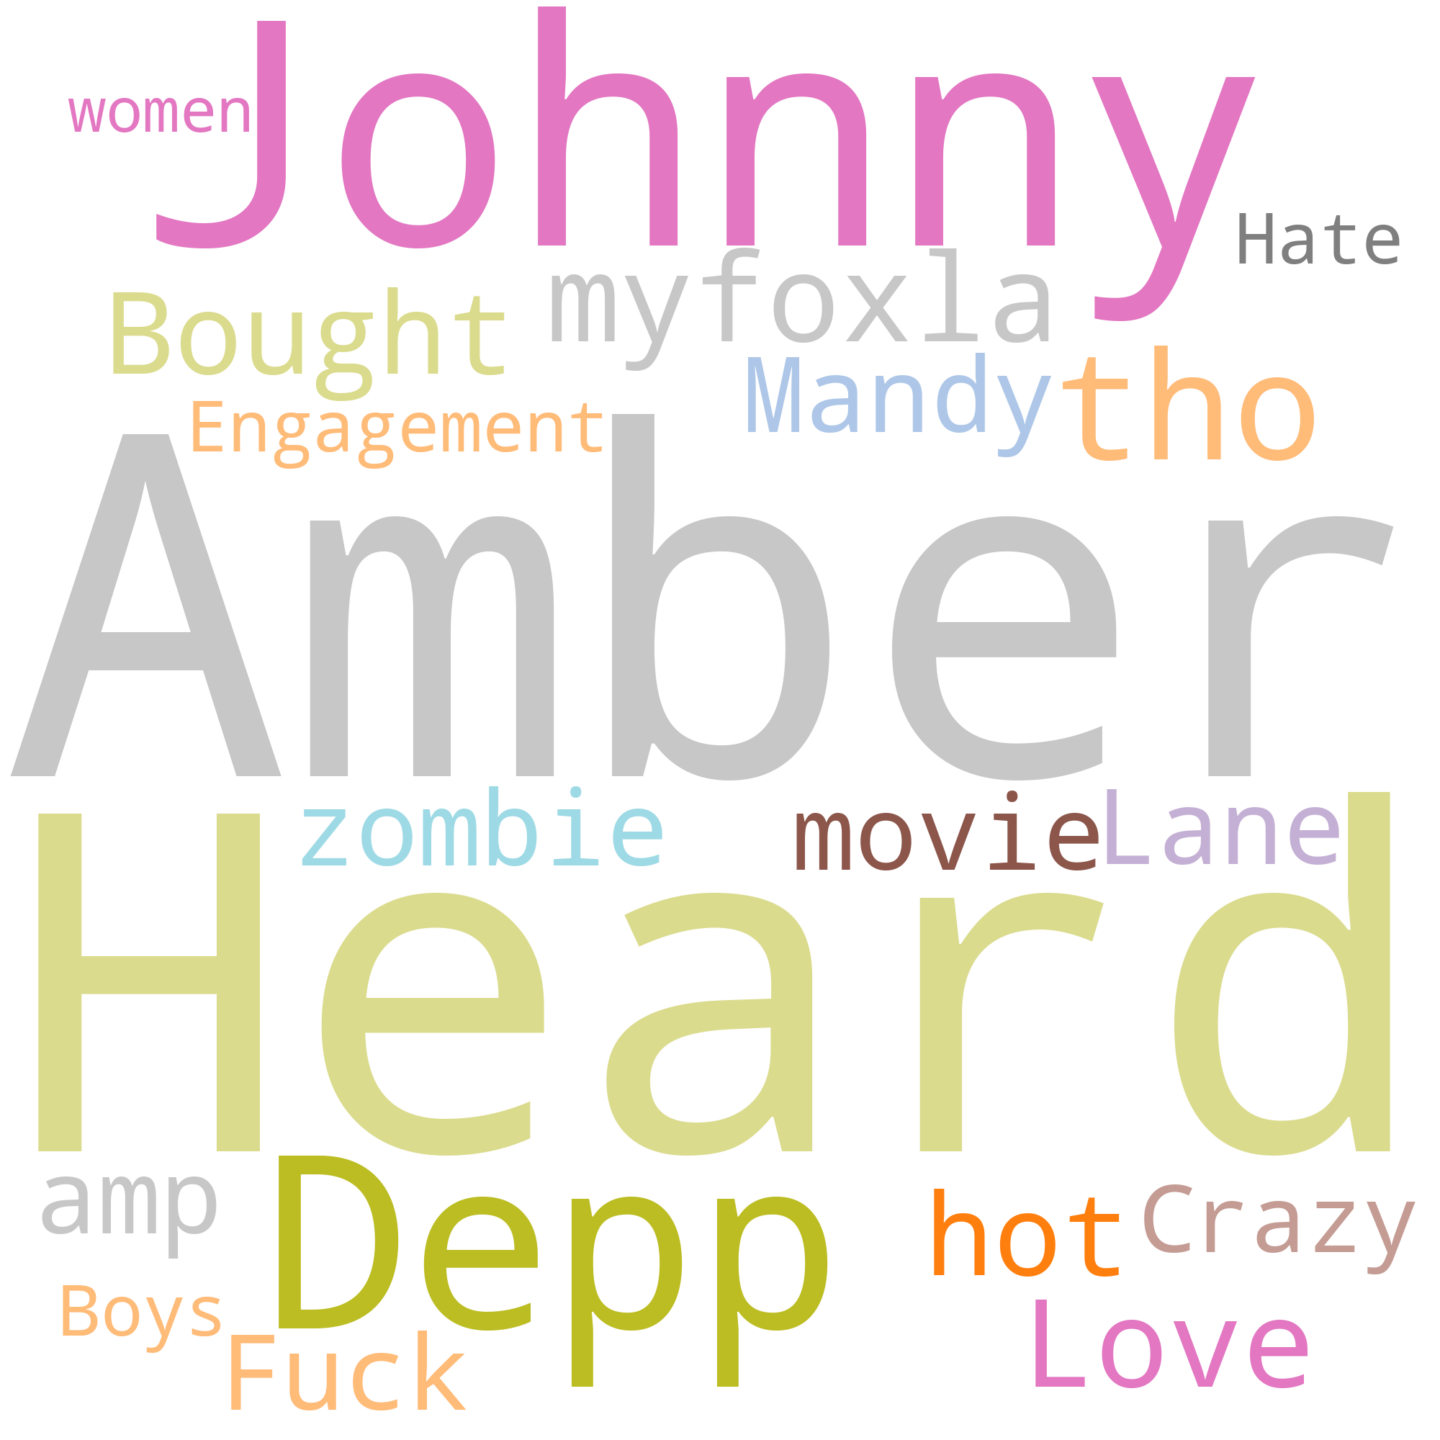 Johnny
women
Hate
myfoxla
Bought
Mandy
tho
Engagement
Amber
zombie
movie
Lane
Heard
Depp
amp
hot
Crazy
Boys
Love
Fuck